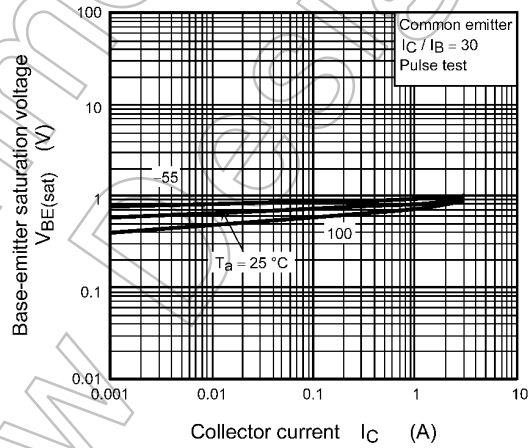 100
10
1
0.1
0.01
Base-emitter saturation voltage
VBE(sat) (V)
Common emitter
IC / IB = 30
Pulse test
−55
100
Ta = 25 °C
0.001
0.01
0.1
1
10
Collector current IC (A)